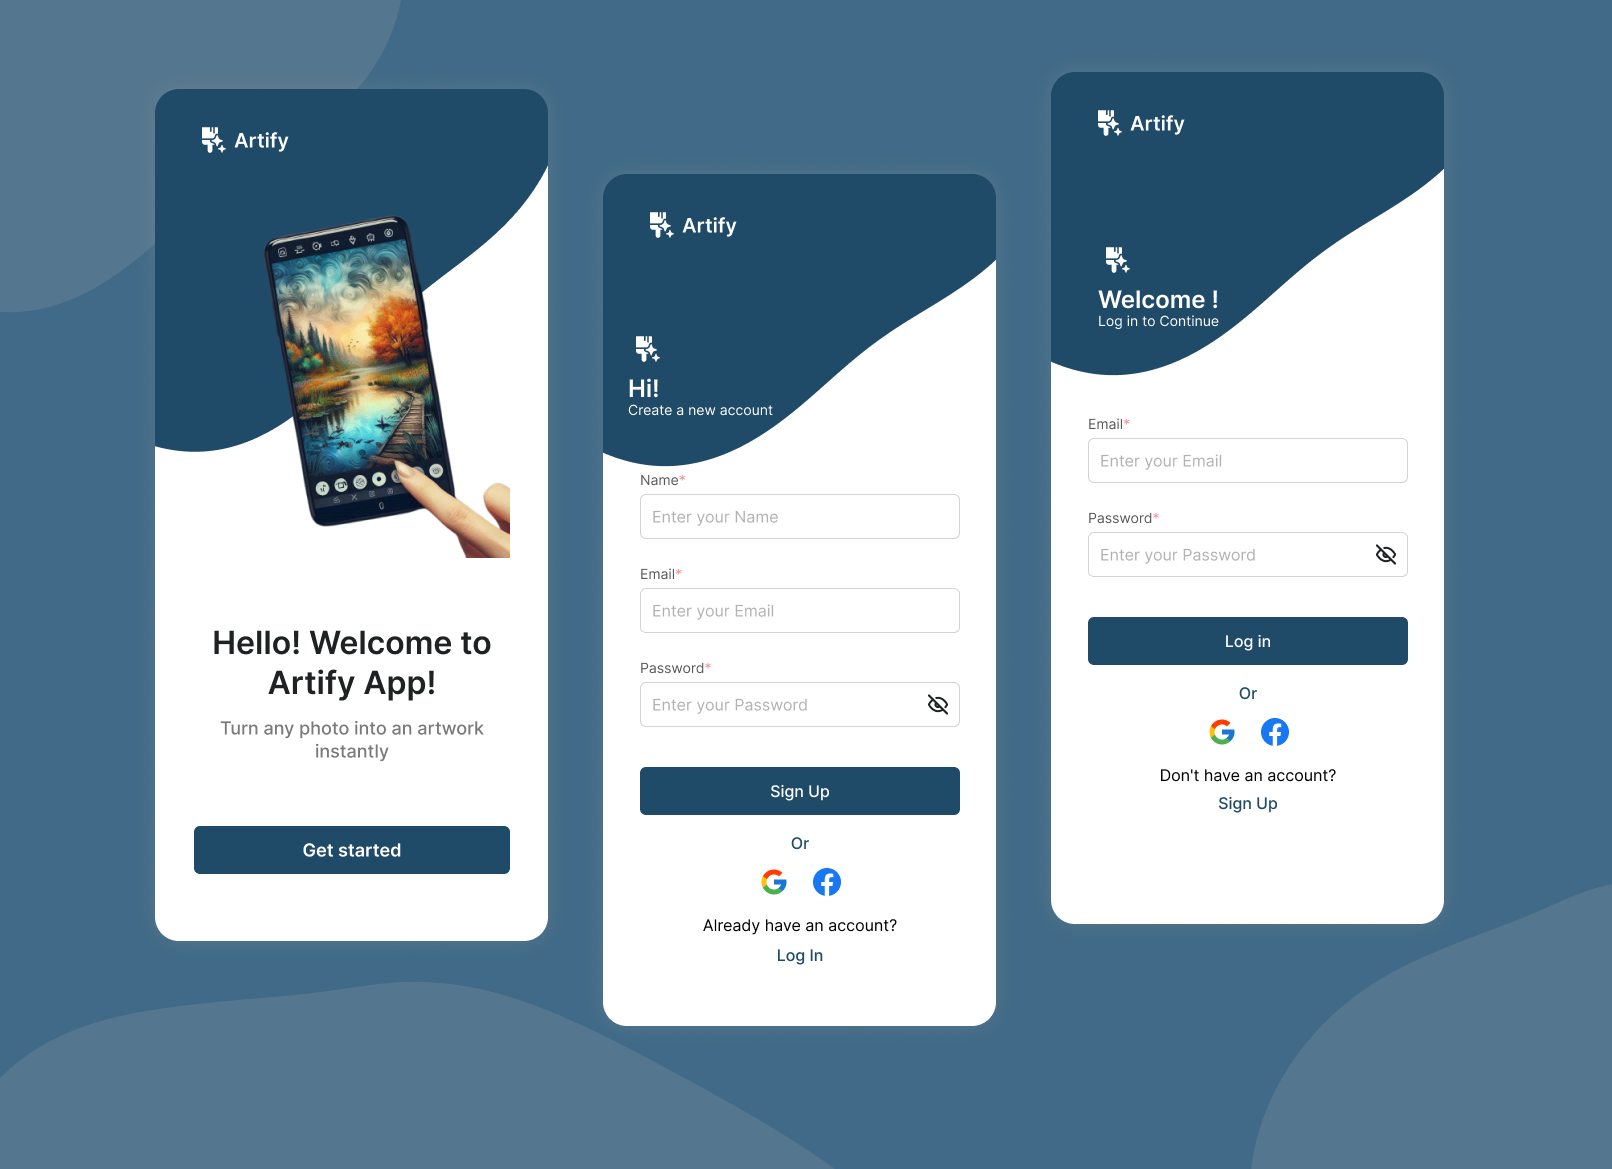 Artify
Hello! Welcome to
Artify App!
Turn any photo into an artwork
instantly
Get started
Artify
Hi!
Create a new account
Name*
Enter your Name
Email*
Enter your Email
Password*
Enter your Password
Sign Up
Or
Already have an account?
Log In
Artify
Welcome !
Log in to Continue
Email*
Enter your Email
Password*
Enter your Password
Log in
Or
Don't have an account?
Sign Up